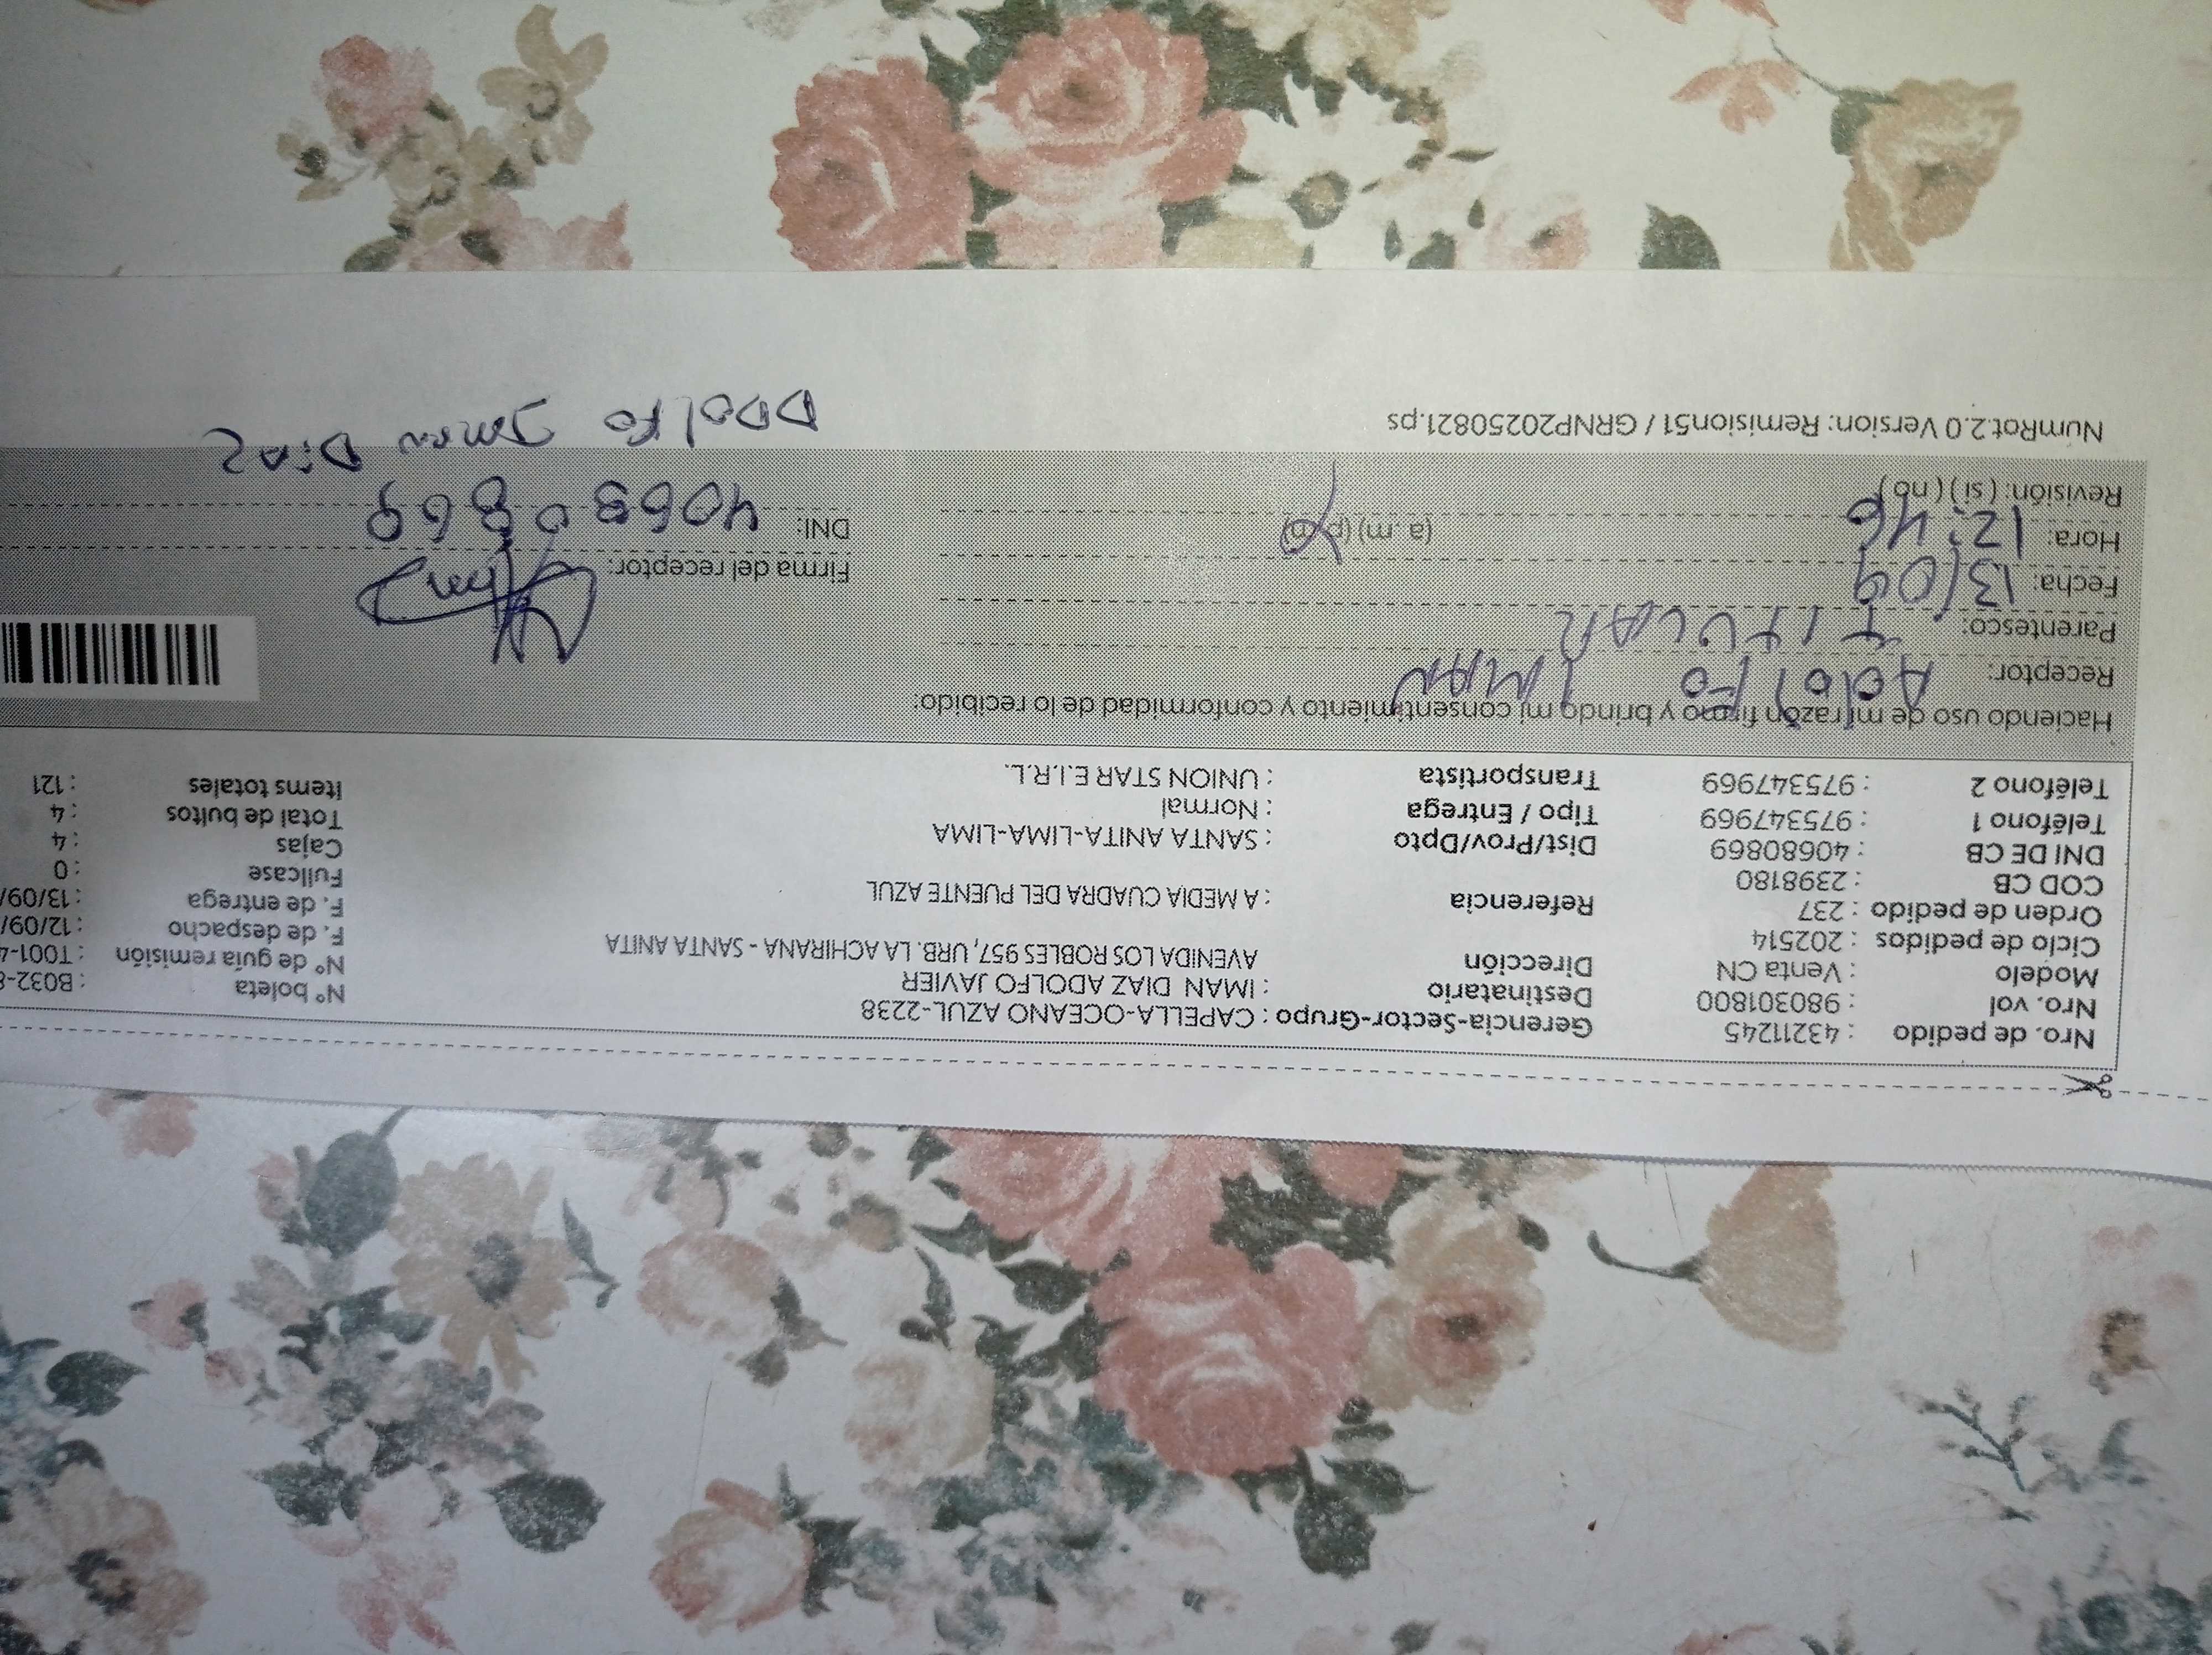 Nro. de pedido : 43211245 Gerencia-Sector-Grupo : CAPELLA-OCEANO AZUL-2238
Nro. vol : 980301800 Destinatario : IMAN DIAZ ADOLFO JAVIER Nº boleta : B032-
Modelo : Venta CN Dirección AVENIDA LOS ROBLES 957, URB. LA ACHIRANA - SANTA ANITA Nº de guía remisión : T001-
Ciclo de pedidos : 202514 F. de despacho : 12/09/
Orden de pedido : 237 Referencia : A MEDIA CUADRA DEL PUENTE AZUL F. de entrega : 13/09/
COD CB : 2398180 Fullcase : 0
DNI DE CB : 40680869 Dist/Prov/Dpto : SANTA ANITA-LIMA-LIMA Cajas : 4
Teléfono 1 : 975347969 Tipo / Entrega : Normal Total de bultos : 4
Teléfono 2 : 975347969 Transportista : UNION STAR E.I.R.L. Items totales : 121
Haciendo uso de mi razón firmo y brindo mi consentimiento y conformidad de lo recibido:
Receptor: Adolfo IMAN
Parentesco: TITULAR
Fecha: 13/09 Firma del receptor:
Hora: 12:46 (a. m) (p. m) DNI: 40680869
Revisión: (si) (no)
NúmRot.2.0 Version: Remision51 / GRNP20250821.ps